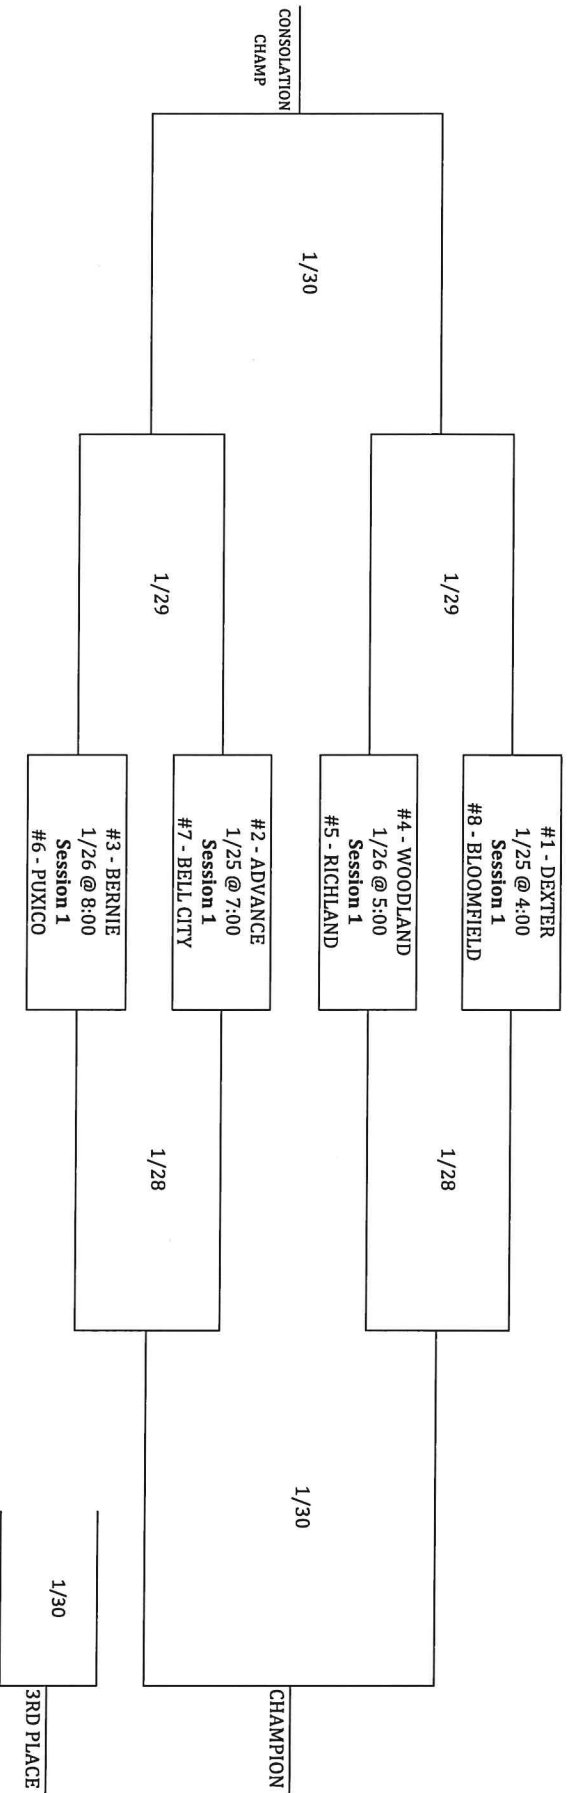 #1 - DEXTER
1/25 @ 4:00
Session 1
#8 - BLOOMFIELD
#4 - WOODLAND
1/26 @ 5:00
Session 1
#5 - RICHLAND
#2 - ADVANCE
1/25 @ 7:00
Session 1
#7 - BELL CITY
#3 - BERNIE
1/26 @ 8:00
Session 1
#6 - PUXICO
1/29
1/29
1/30
CONSOLATION
CHAMP
1/28
1/28
1/30
CHAMPION
1/30
3RD PLACE